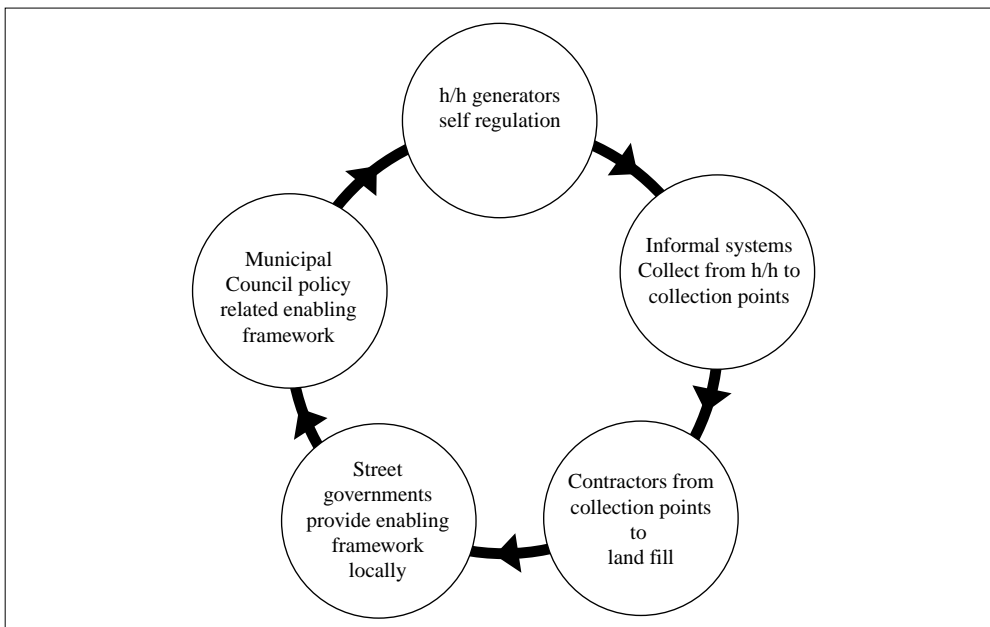 h/h generators
self regulation
Informal systems
Collect from h/h to
collection points
Contractors from
collection points
to
land fill
Street
governments
provide enabling
framework
locally
Municipal
Council policy
related enabling
framework